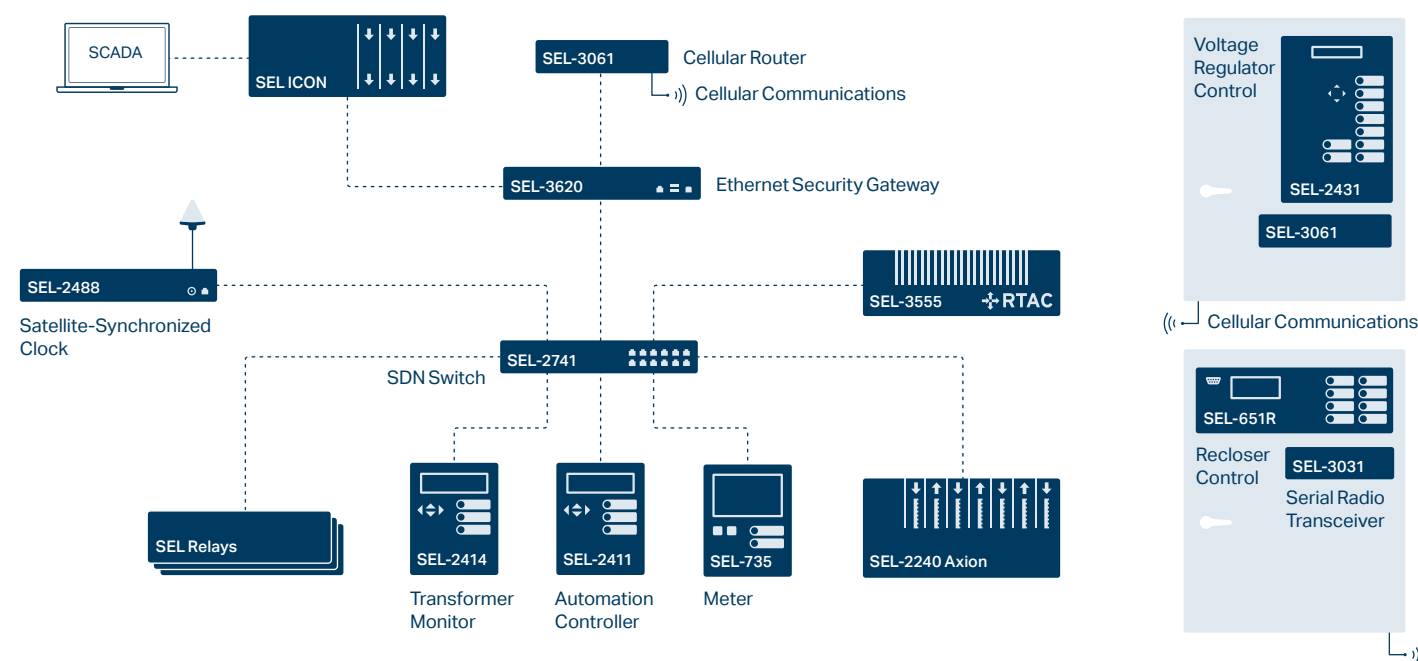 SCADA
SEL ICON
SEL-3061
Cellular Router
Cellular Communications
SEL-3620
Ethernet Security Gateway
SEL-2488
Satellite-Synchronized
Clock
SEL-3555
RTAC
SEL-2741
SDN Switch
SEL Relays
SEL-2414
Transformer
Monitor
SEL-2411
Automation
Controller
SEL-735
Meter
SEL-2240 Axion
Voltage
Regulator
Control
SEL-2431
SEL-3061
Cellular Communications
SEL-651R
Recloser
Control
SEL-3031
Serial Radio
Transceiver